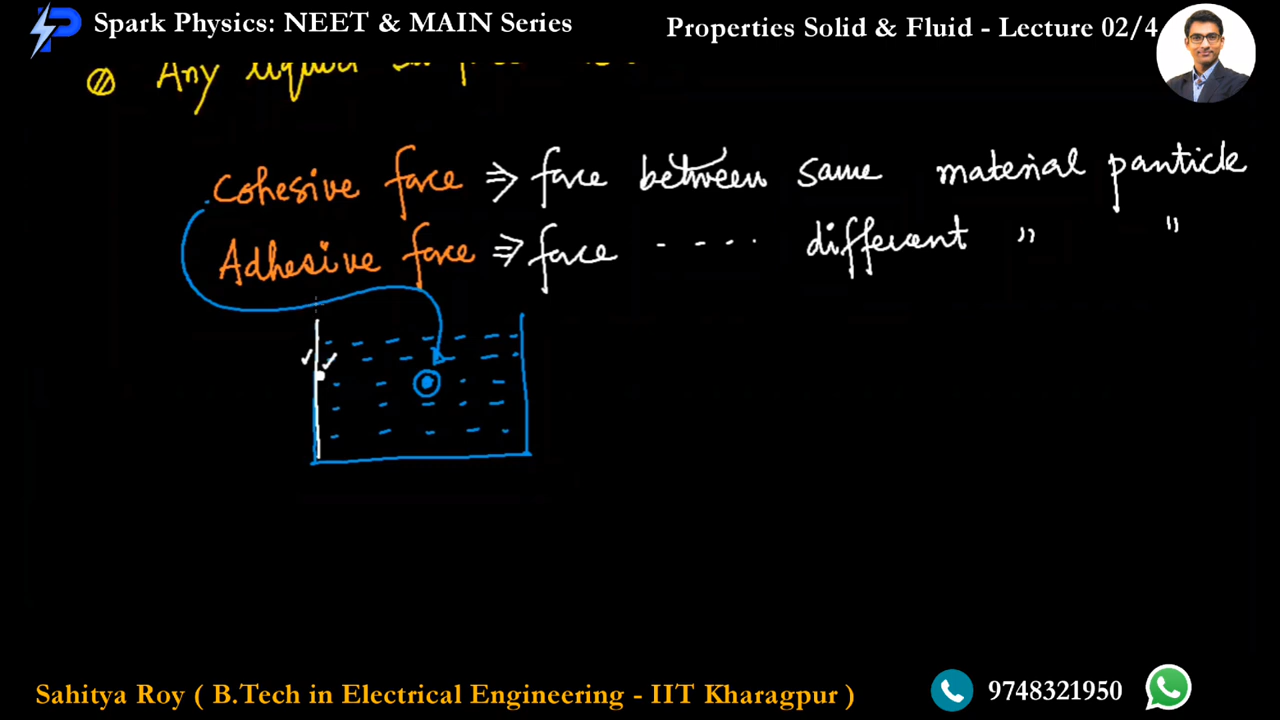 Spark Physics: NEET & MAIN Series
Properties Solid & Fluid - Lecture 02/4
Any liquid
Cohesive force ⇒ force between same material particle
Adhesive force ⇒ force - - - - - different " "
Sahitya Roy ( B.Tech in Electrical Engineering - IIT Kharagpur )
9748321950